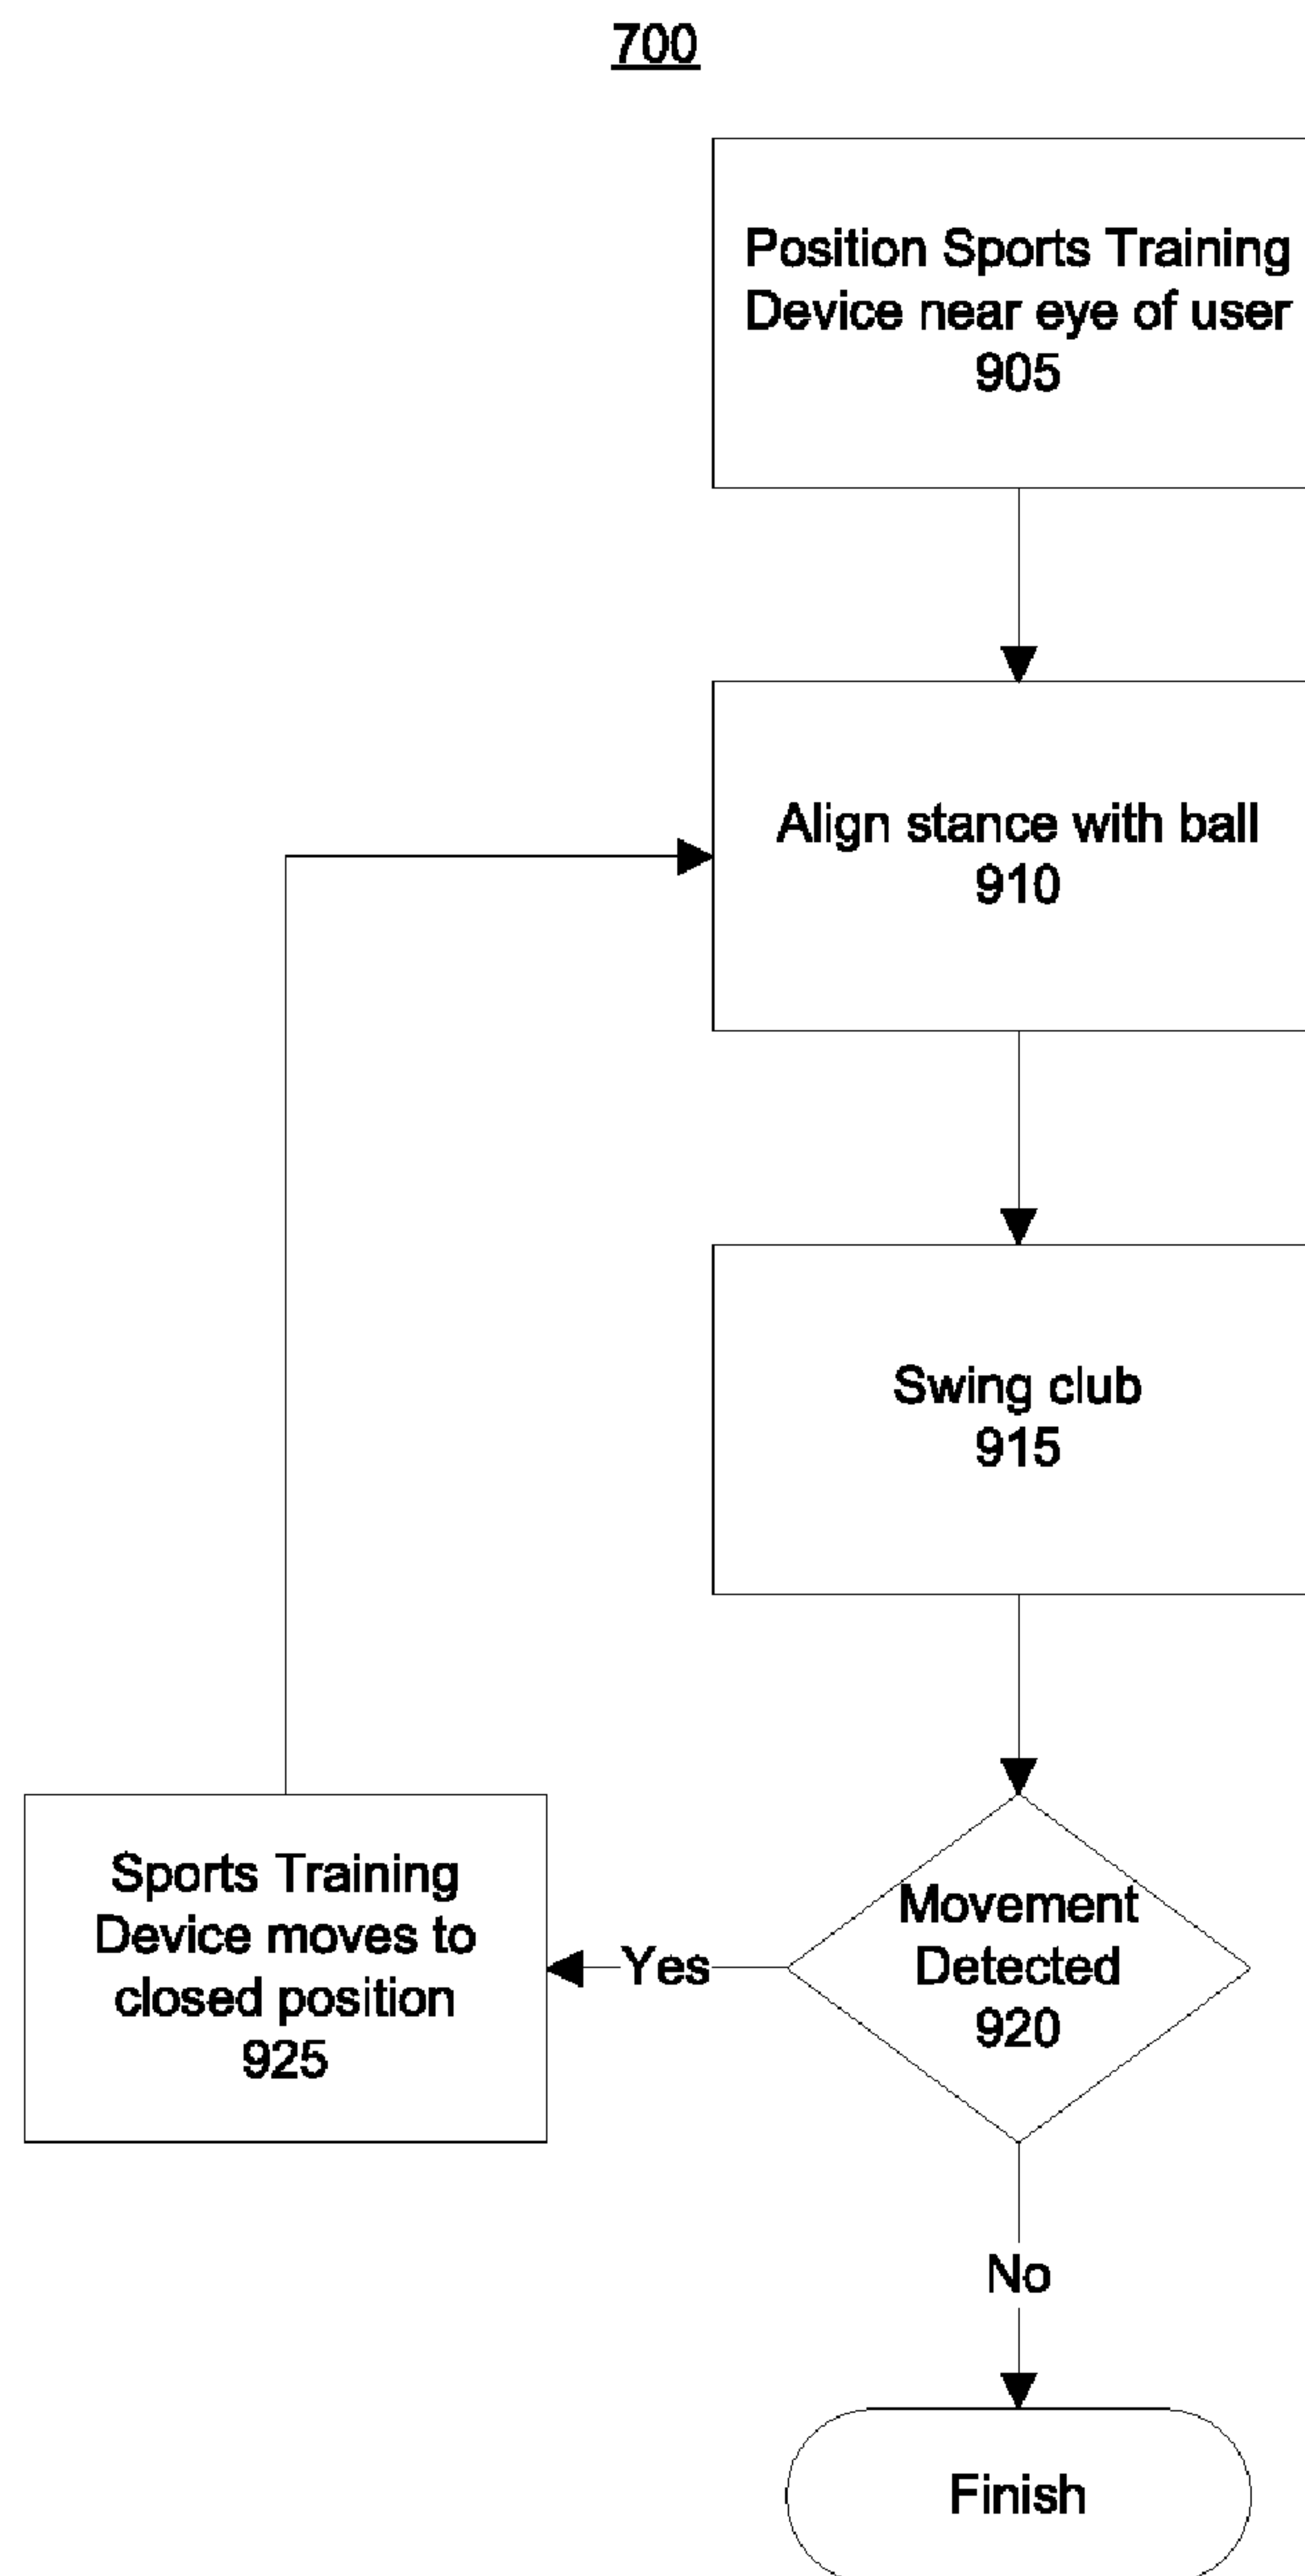 700
Position Sports Training
Device near eye of user
905
Align stance with ball
910
Swing club
915
Movement
Detected
920
Yes
Sports Training
Device moves to
closed position
925
No
Finish